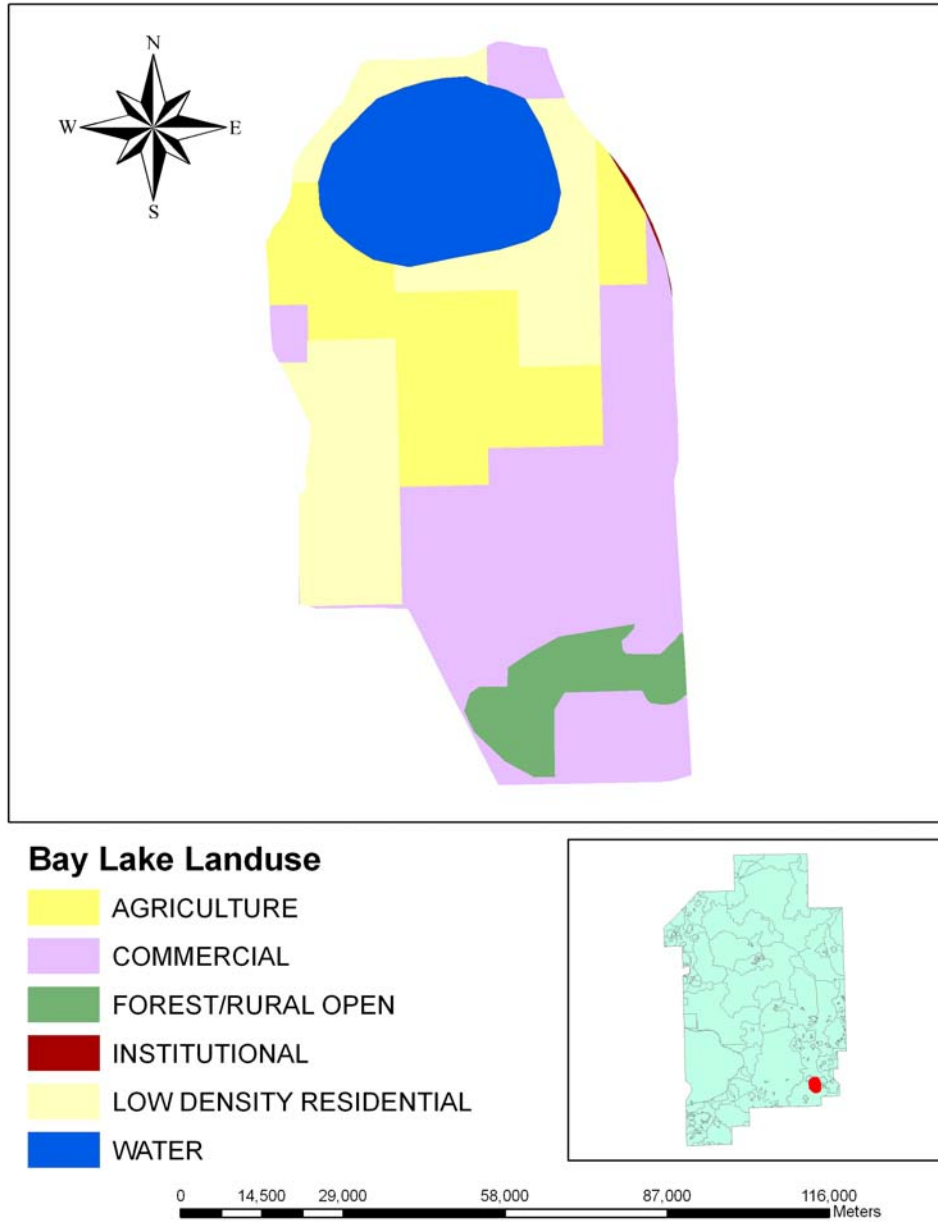 N
W E
S
Bay Lake Landuse
AGRICULTURE
COMMERCIAL
FOREST/RURAL OPEN
INSTITUTIONAL
LOW DENSITY RESIDENTIAL
WATER
0 14,500 29,000 58,000 87,000 116,000
Meters